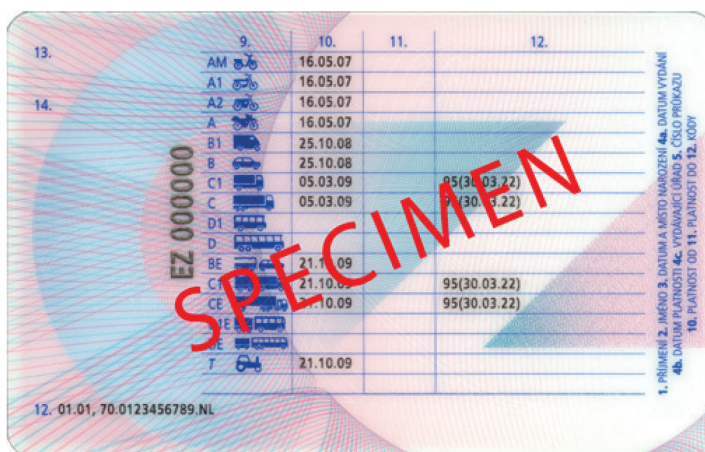 13.
14.
9. 10. 11. 12.
AM 16.05.07
A1 16.05.07
A2 16.05.07
A 16.05.07
B1 25.10.08
B 25.10.08
C1 05.03.09 95(30.03.22)
C 05.03.09 95(30.03.22)
D1
D
BE 21.10.09
C1 21.10.09 95(30.03.22)
CE 21.10.09 95(30.03.22)
T 21.10.09
12. 01.01, 70.0123456789.NL
EZ 000000
SPECIMEN
1. PŘÍJMENÍ 2. JMÉNO 3. DATUM A MÍSTO NAROZENÍ 4a. DATUM VYDÁNÍ
4b. DATUM PLATNOSTI 4c. VYDÁVAJÍCÍ ÚŘAD 5. ČÍSLO PRŮKAZU
10. PLATNOST OD 11. PLATNOST DO 12. KÓDY